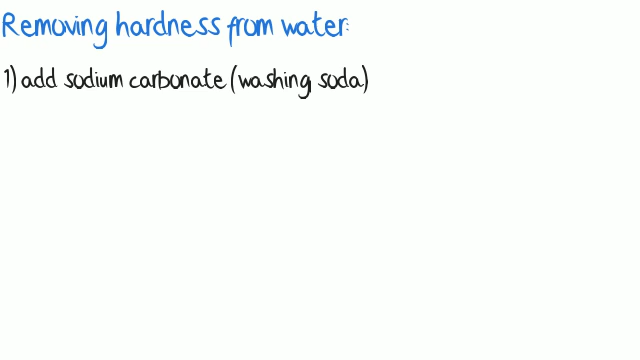 Removing hardness from water:
1) add sodium carbonate (washing soda)